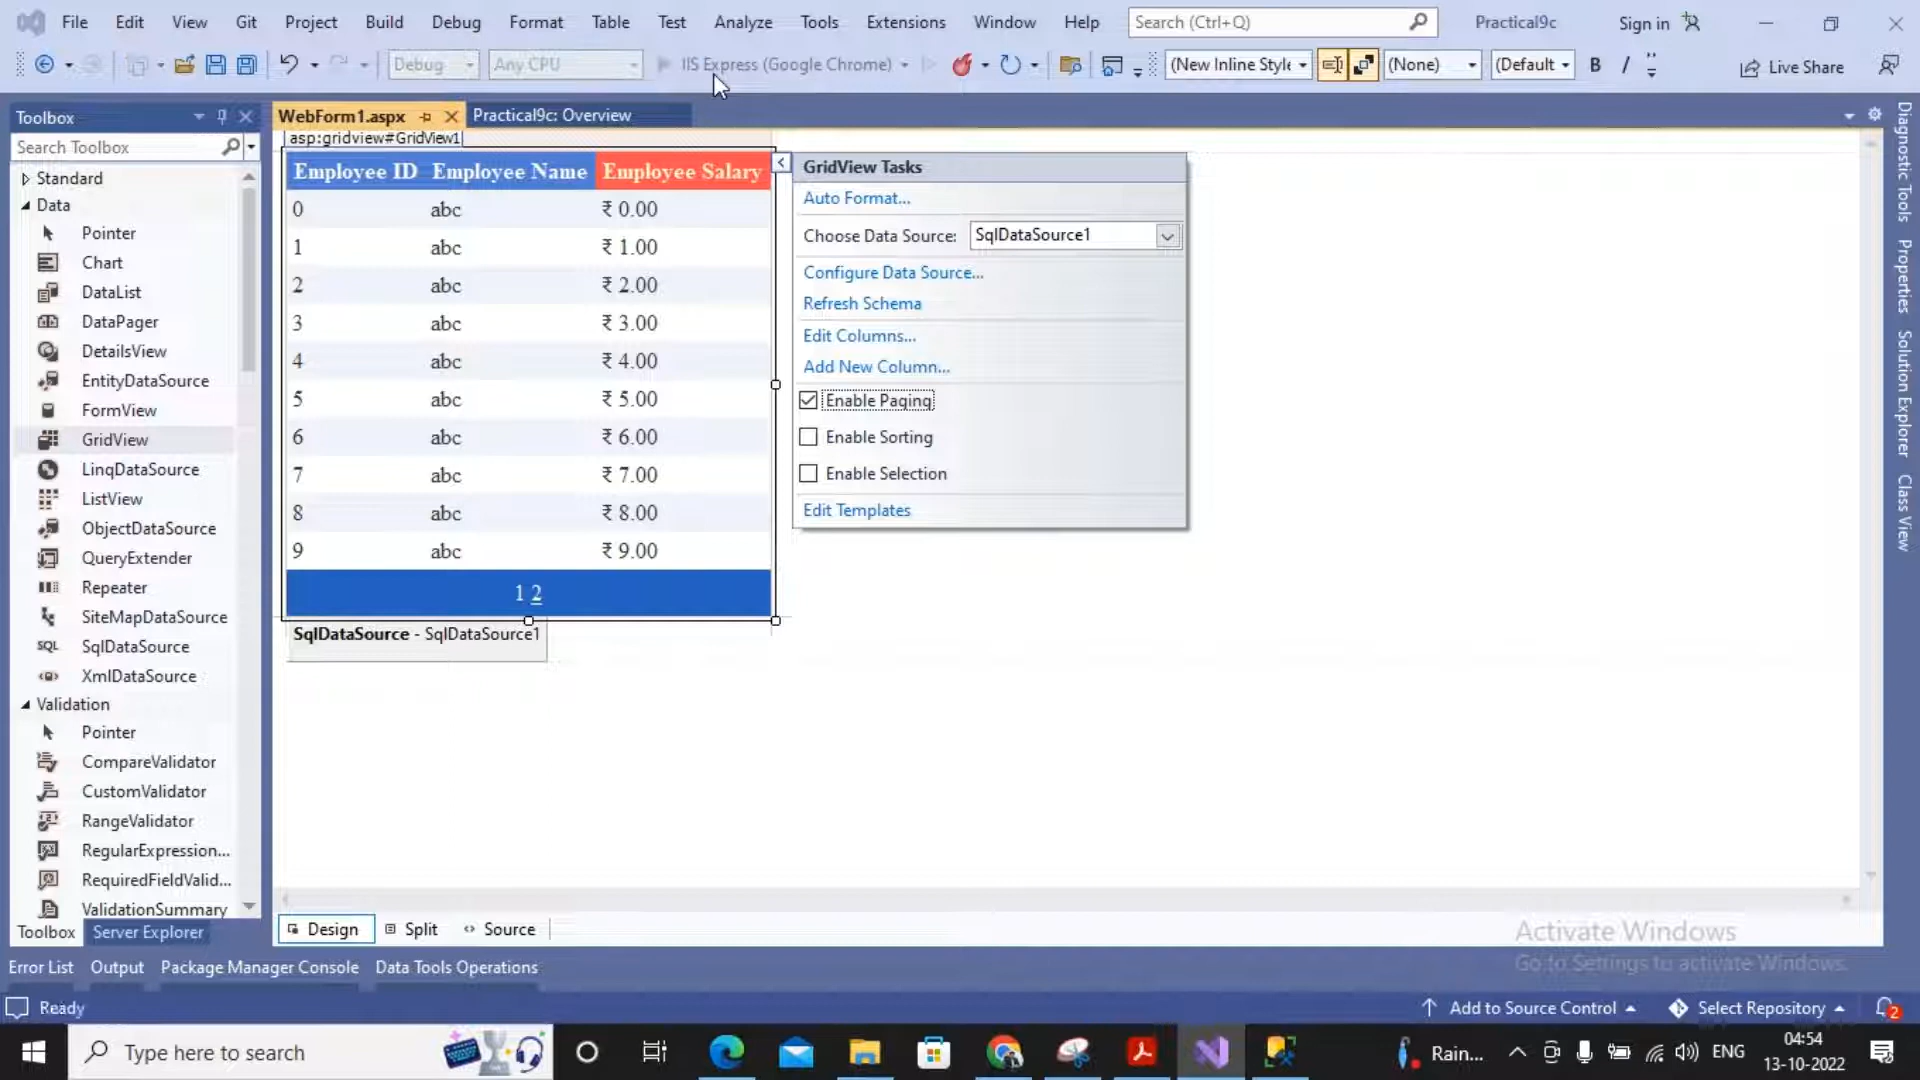 File Edit View Git Project Build Debug Format Table Test Analyze Tools Extensions Window Help Search (Ctrl+Q) Practical9c Sign in
Debug Any CPU IIS Express (Google Chrome) (New Inline Style (None) (Default B I
Live Share
Toolbox
Search Toolbox
Standard
Data
Pointer
Chart
DataList
DataPager
DetailsView
EntityDataSource
FormView
GridView
LinqDataSource
ListView
ObjectDataSource
QueryExtender
Repeater
SiteMapDataSource
SQL SqlDataSource
XmlDataSource
Validation
Pointer
CompareValidator
CustomValidator
RangeValidator
RegularExpression...
RequiredFieldValid...
ValidationSummary
Toolbox Server Explorer
WebForm1.aspx Practical9c: Overview
asp:gridview#GridView1
Employee ID Employee Name Employee Salary
0 abc ₹ 0.00
1 abc ₹ 1.00
2 abc ₹ 2.00
3 abc ₹ 3.00
4 abc ₹ 4.00
5 abc ₹ 5.00
6 abc ₹ 6.00
7 abc ₹ 7.00
8 abc ₹ 8.00
9 abc ₹ 9.00
1 2
SqlDataSource - SqlDataSource1
GridView Tasks
Auto Format...
Choose Data Source: SqlDataSource1
Configure Data Source...
Refresh Schema
Edit Columns...
Add New Column...
Enable Paging
Enable Sorting
Enable Selection
Edit Templates
Diagnostic Tools
Properties
Solution Explorer
Class View
Design Split Source
Activate Windows
Go to Settings to activate Windows.
Error List Output Package Manager Console Data Tools Operations
Ready Add to Source Control Select Repository 2
Type here to search Rain... ENG 04:54
13-10-2022